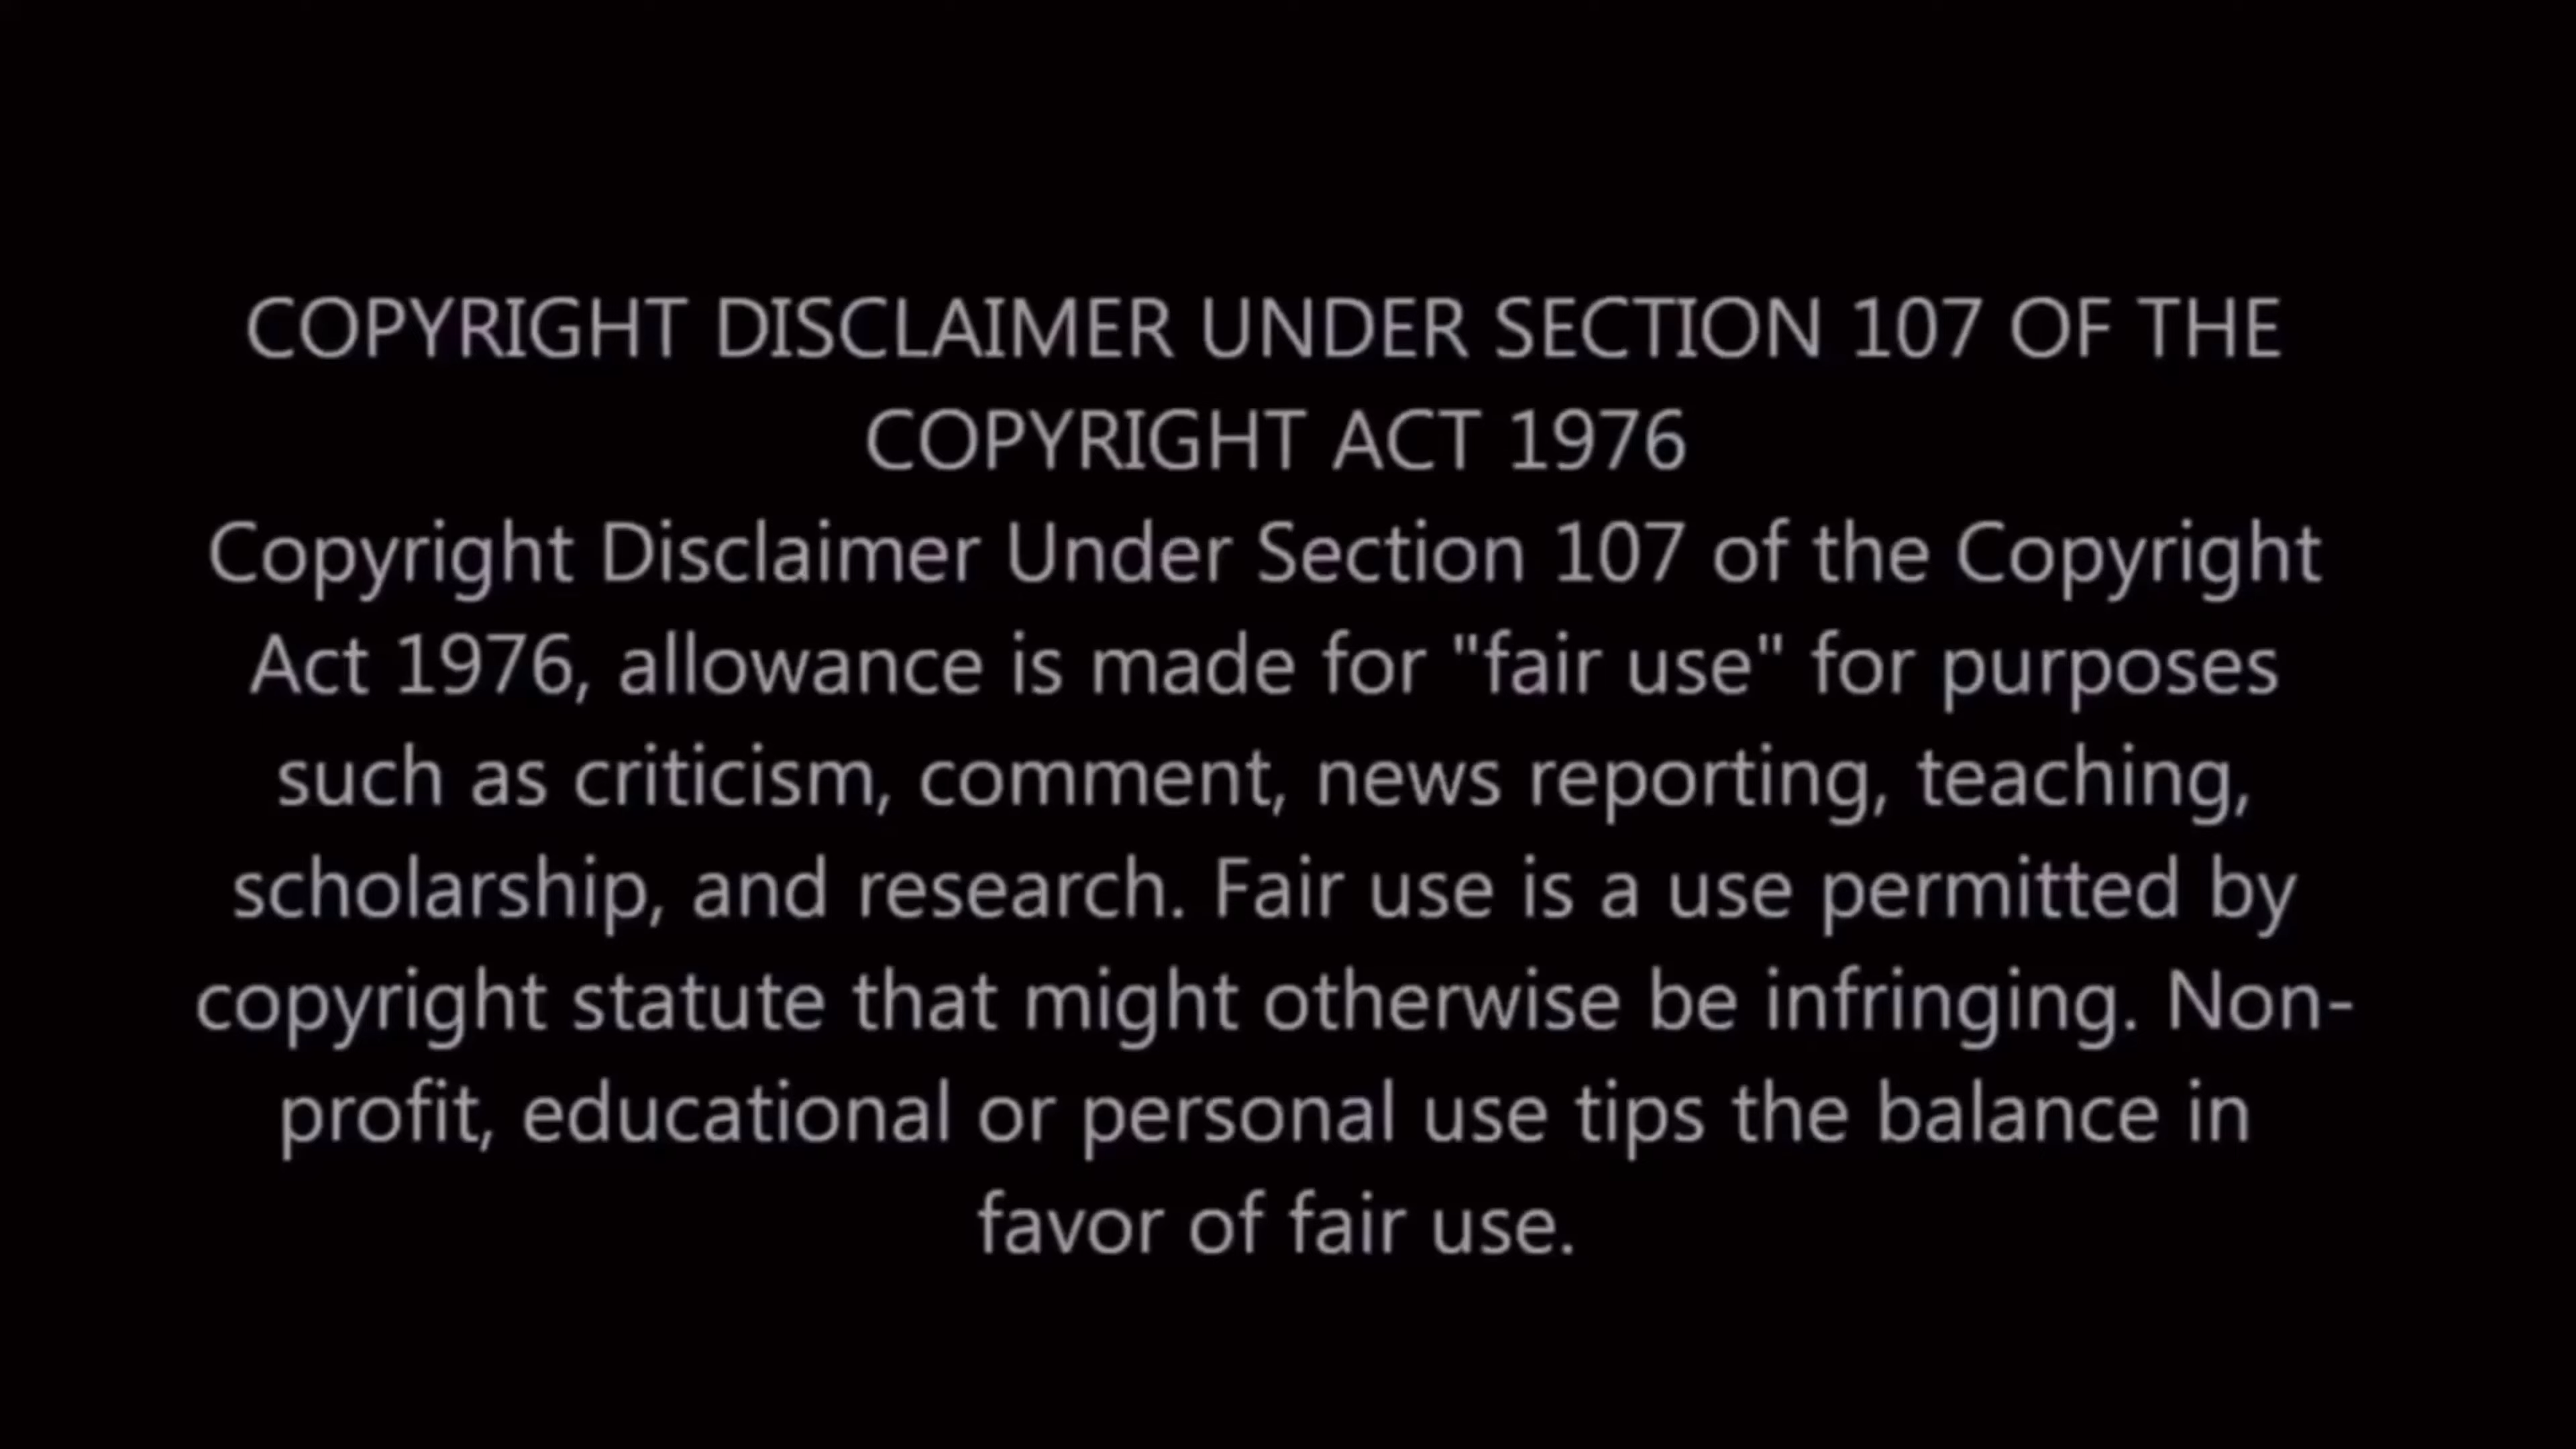 COPYRIGHT DISCLAIMER UNDER SECTION 107 OF THE
COPYRIGHT ACT 1976
Copyright Disclaimer Under Section 107 of the Copyright
Act 1976, allowance is made for "fair use" for purposes
such as criticism, comment, news reporting, teaching,
scholarship, and research. Fair use is a use permitted by
copyright statute that might otherwise be infringing. Non-
profit, educational or personal use tips the balance in
favor of fair use.